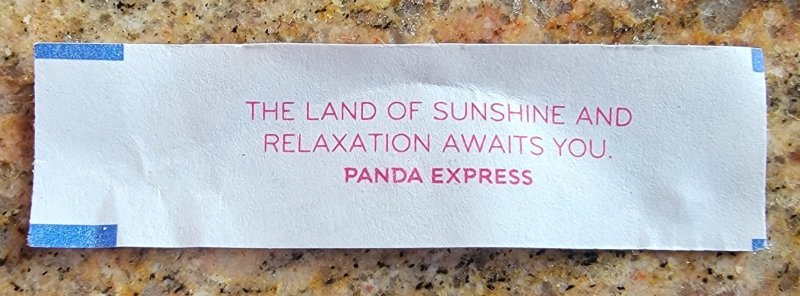 THE LAND OF SUNSHINE AND
RELAXATION AWAITS YOU.
PANDA EXPRESS